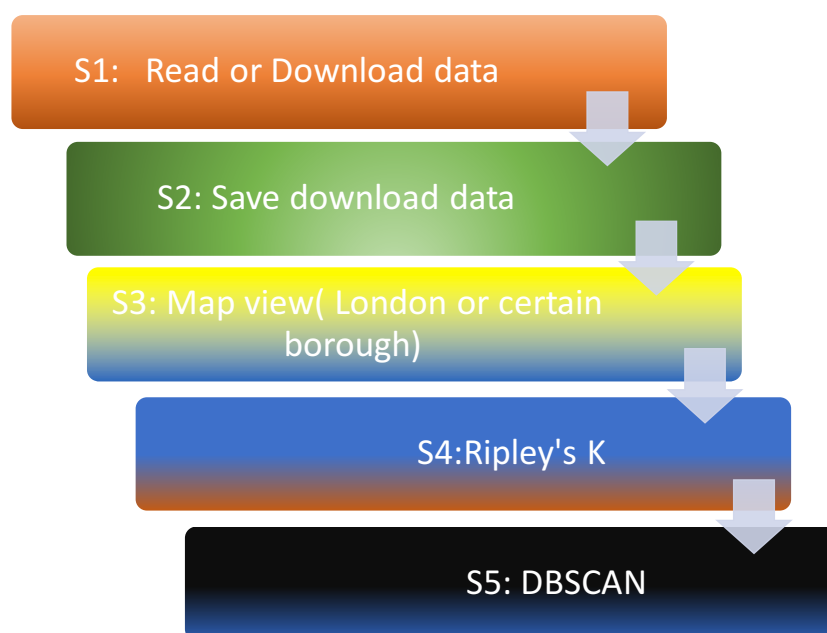 S1:   Read or Download data
S2: Save download data
S3: Map view( London or certain
borough)
S4:Ripley's K
S5: DBSCAN